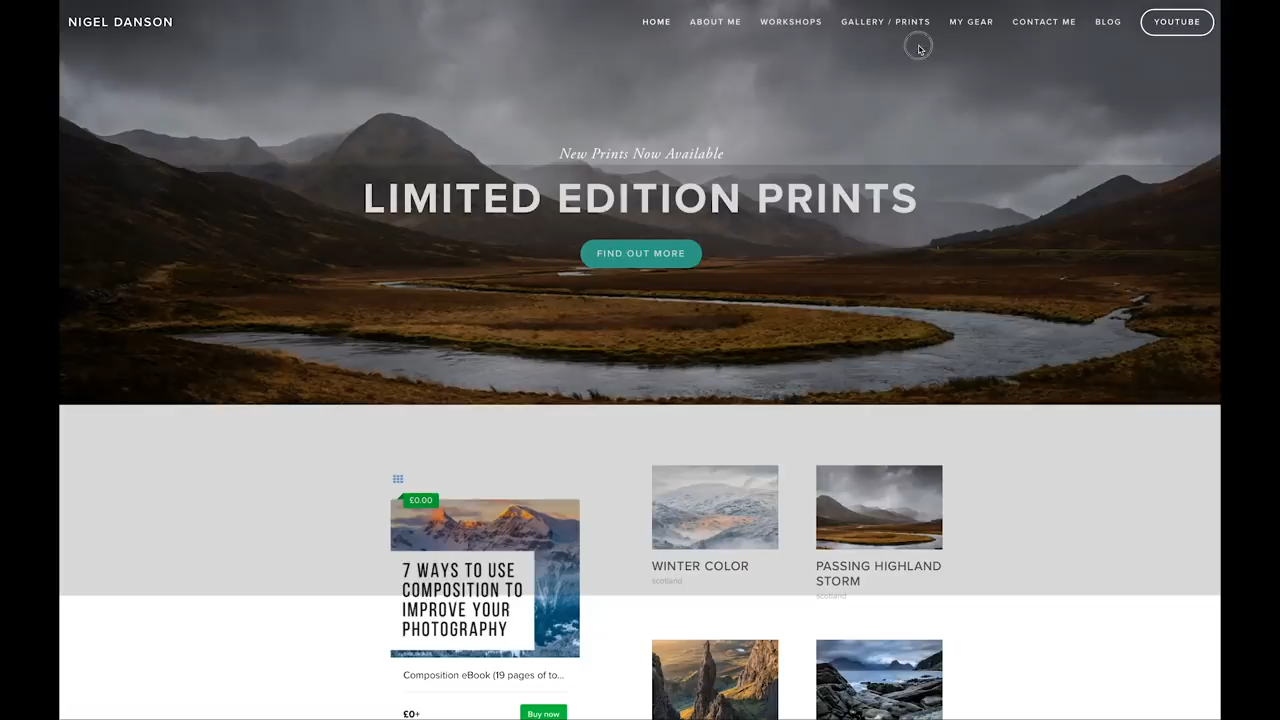 NIGEL DANSON
HOME ABOUT ME WORKSHOPS GALLERY / PRINTS MY GEAR CONTACT ME BLOG YOUTUBE
New Prints Now Available
LIMITED EDITION PRINTS
FIND OUT MORE
£0.00
7 WAYS TO USE
COMPOSITION TO
IMPROVE YOUR
PHOTOGRAPHY
Composition eBook (19 pages of to...
£0+
Buy now
WINTER COLOR
scotland
PASSING HIGHLAND
STORM
scotland